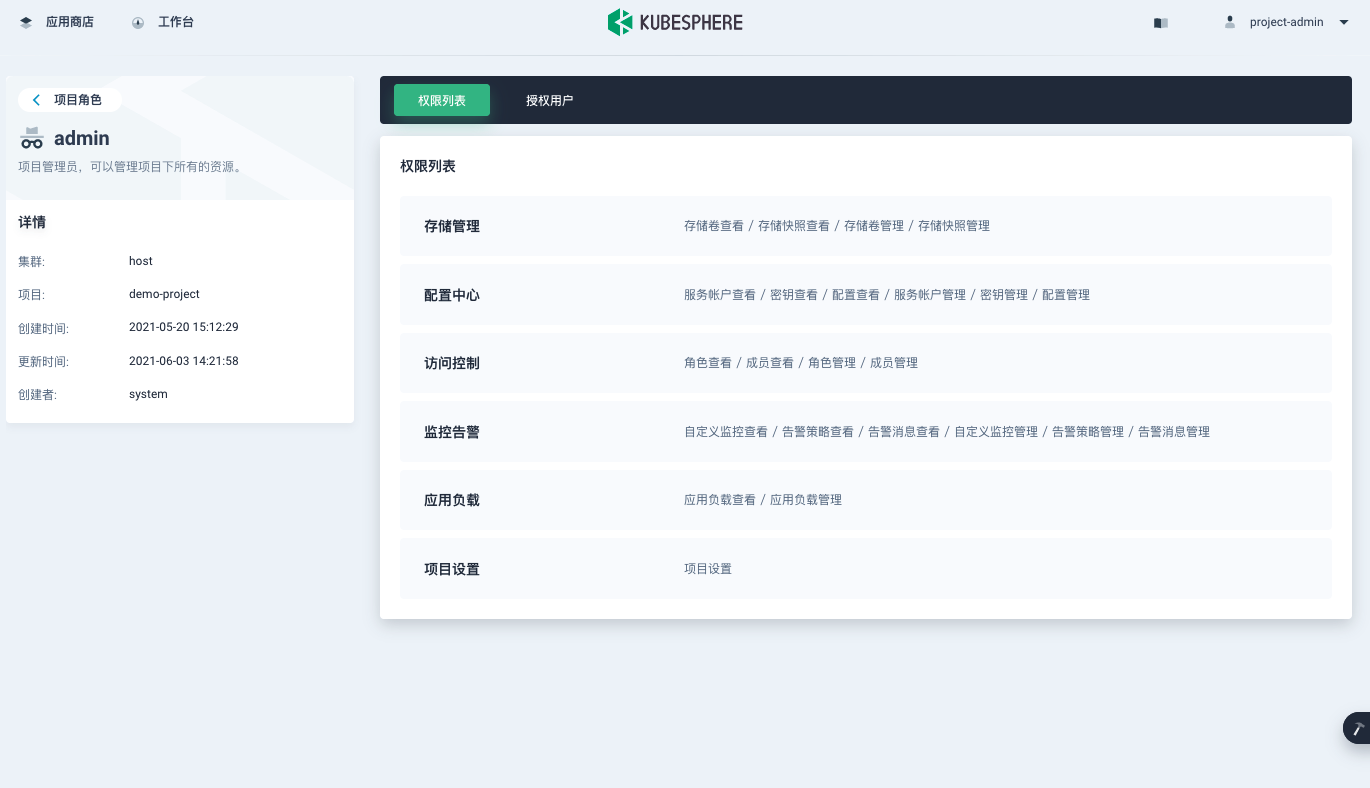 应用商店
工作台
KUBESPHERE
project-admin
项目角色
admin
项目管理员，可以管理项目下所有的资源。
详情
集群: host
项目: demo-project
创建时间: 2021-05-20 15:12:29
更新时间: 2021-06-03 14:21:58
创建者: system
权限列表
授权用户
权限列表
存储管理 存储卷查看 / 存储快照查看 / 存储卷管理 / 存储快照管理
配置中心 服务帐户查看 / 密钥查看 / 配置查看 / 服务帐户管理 / 密钥管理 / 配置管理
访问控制 角色查看 / 成员查看 / 角色管理 / 成员管理
监控告警 自定义监控查看 / 告警策略查看 / 告警消息查看 / 自定义监控管理 / 告警策略管理 / 告警消息管理
应用负载 应用负载查看 / 应用负载管理
项目设置 项目设置